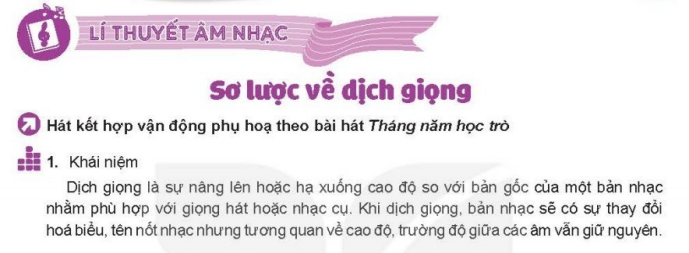 LÍ THUYẾT ÂM NHẠC
Sơ lược về dịch giọng
Hát kết hợp vận động phụ hoạ theo bài hát Tháng năm học trò
1. Khái niệm
Dịch giọng là sự nâng lên hoặc hạ xuống cao độ so với bản gốc của một bản nhạc
nhằm phù hợp với giọng hát hoặc nhạc cụ. Khi dịch giọng, bản nhạc sẽ có sự thay đổi
hoá biểu, tên nốt nhạc nhưng tương quan về cao độ, trường độ giữa các âm vẫn giữ nguyên.